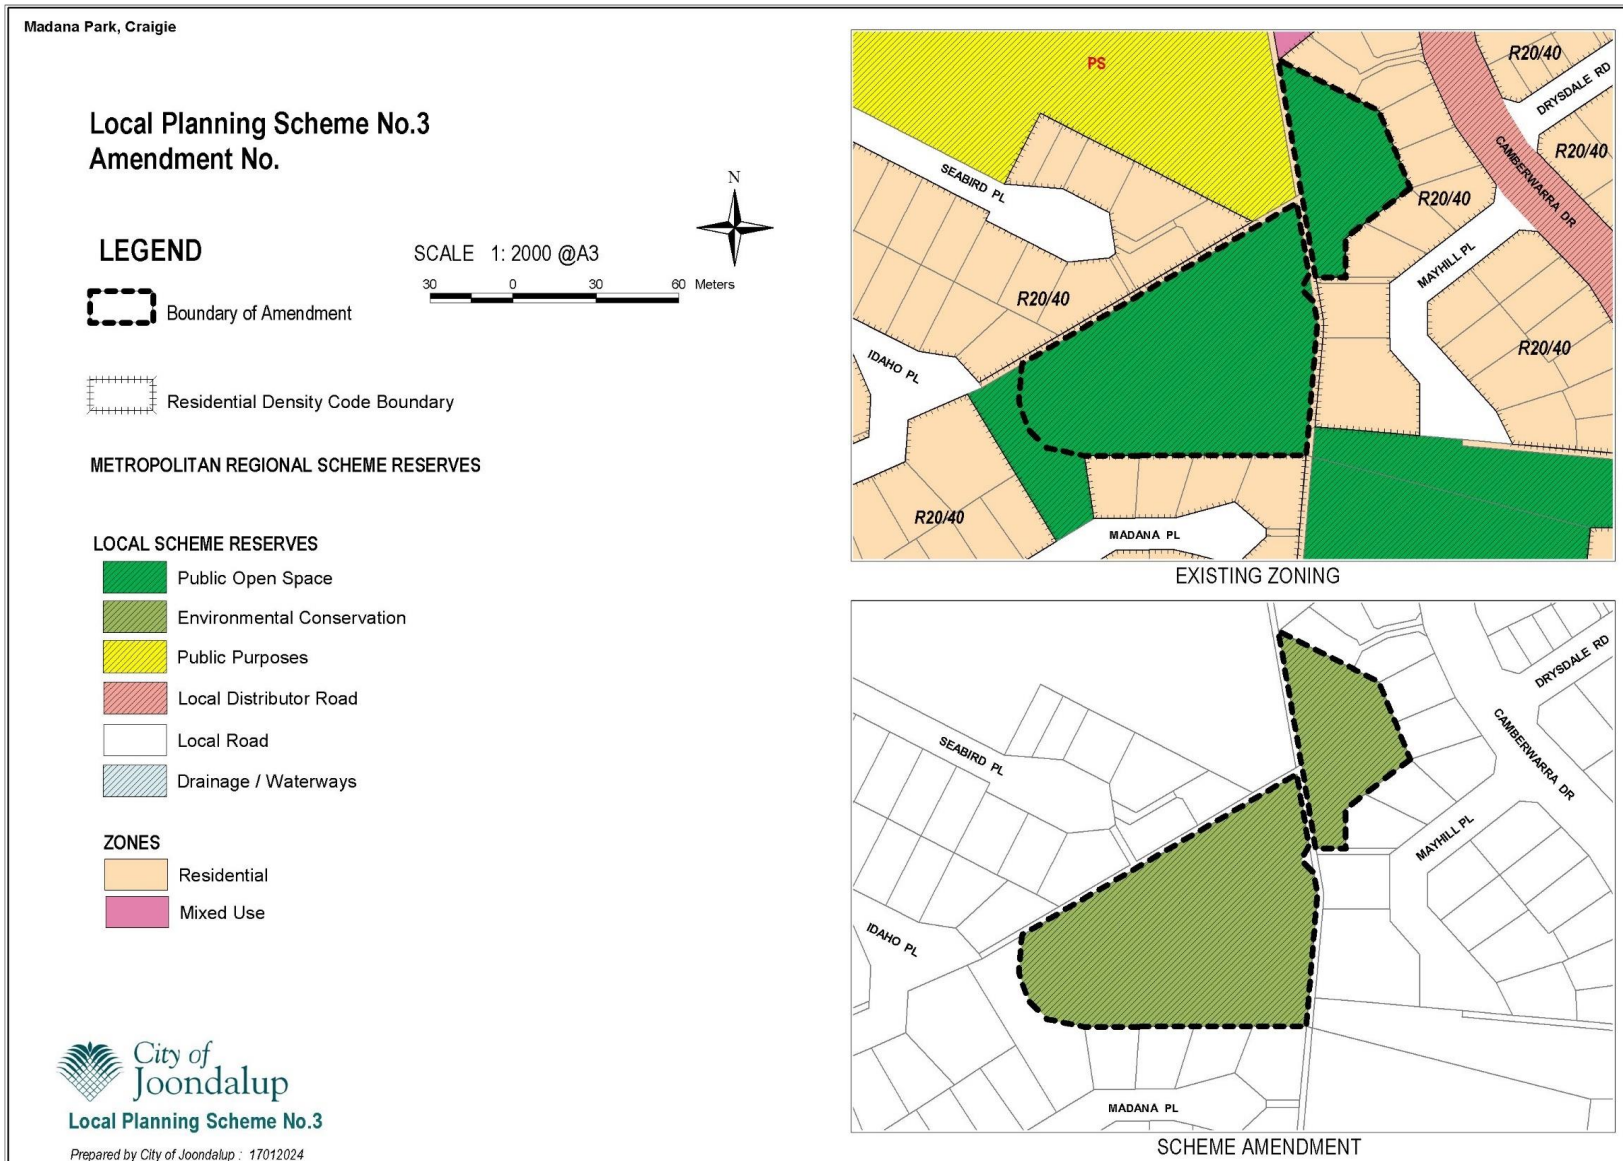 Madana Park, Craigie
Local Planning Scheme No.3
Amendment No.
N
LEGEND
SCALE 1: 2000 @A3
30 0 30 60 Meters
Boundary of Amendment
Residential Density Code Boundary
METROPOLITAN REGIONAL SCHEME RESERVES
LOCAL SCHEME RESERVES
Public Open Space
Environmental Conservation
Public Purposes
Local Distributor Road
Local Road
Drainage / Waterways
ZONES
Residential
Mixed Use
City of
Joondalup
Local Planning Scheme No.3
Prepared by City of Joondalup : 17012024
PS
R20/40
DRYSDALE RD
R20/40
CAMBERWARRA DR
SEABIRD PL
R20/40
MAYHILL PL
R20/40
R20/40
IDAHO PL
R20/40
MADANA PL
EXISTING ZONING
DRYSDALE RD
CAMBERWARRA DR
SEABIRD PL
MAYHILL PL
IDAHO PL
MADANA PL
SCHEME AMENDMENT